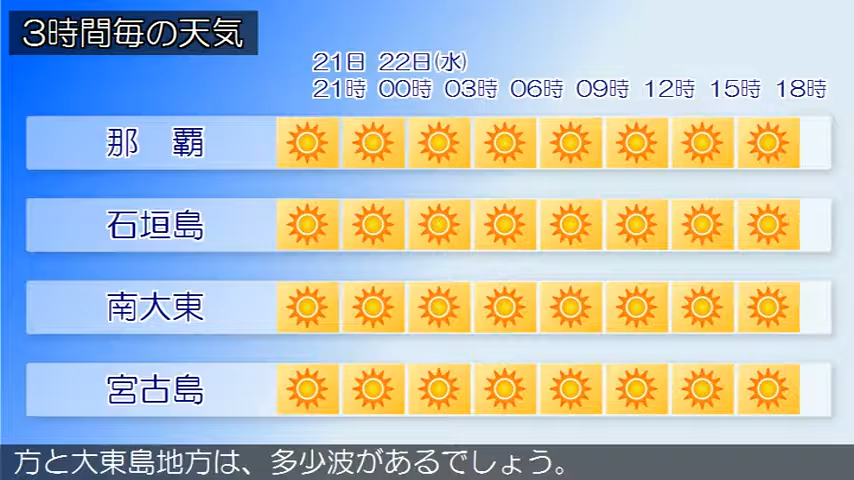 3時間毎の天気
21日 22日(水)
21時 00時 03時 06時 09時 12時 15時 18時
那　覇
石垣島
南大東
宮古島
方と大東島地方は、多少波があるでしょう。